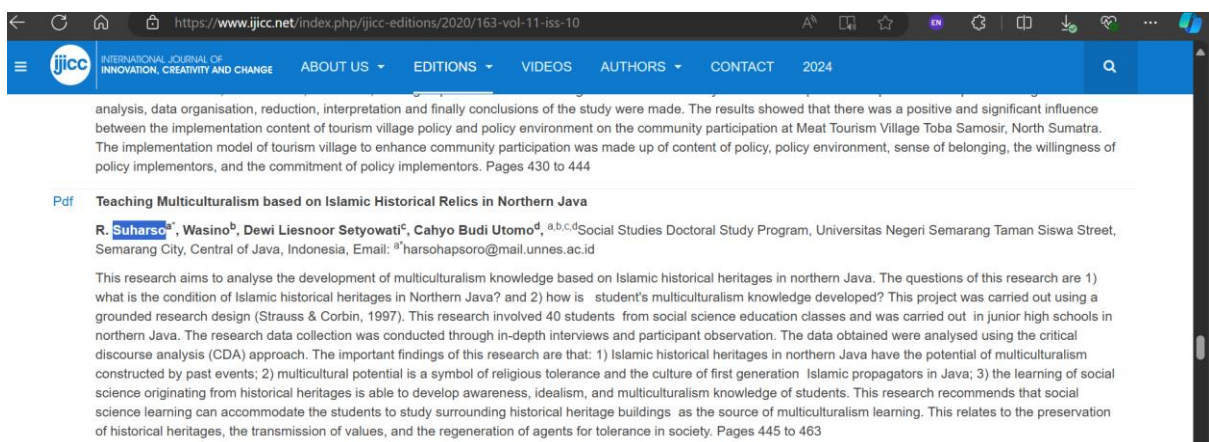 https://www.ijicc.net/index.php/ijicc-editions/2020/163-vol-11-iss-10
EN
ijicc INTERNATIONAL JOURNAL OF
INNOVATION, CREATIVITY AND CHANGE
ABOUT US EDITIONS VIDEOS AUTHORS CONTACT 2024
analysis, data organisation, reduction, interpretation and finally conclusions of the study were made. The results showed that there was a positive and significant influence
between the implementation content of tourism village policy and policy environment on the community participation at Meat Tourism Village Toba Samosir, North Sumatra.
The implementation model of tourism village to enhance community participation was made up of content of policy, policy environment, sense of belonging, the willingness of
policy implementors, and the commitment of policy implementors. Pages 430 to 444
Pdf Teaching Multiculturalism based on Islamic Historical Relics in Northern Java
R. Suharso a*, Wasino b, Dewi Liesnoor Setyowati c, Cahyo Budi Utomo d, a,b,c,d Social Studies Doctoral Study Program, Universitas Negeri Semarang Taman Siswa Street,
Semarang City, Central of Java, Indonesia, Email: a* harsohapsoro@mail.unnes.ac.id
This research aims to analyse the development of multiculturalism knowledge based on Islamic historical heritages in northern Java. The questions of this research are 1)
what is the condition of Islamic historical heritages in Northern Java? and 2) how is student's multiculturalism knowledge developed? This project was carried out using a
grounded research design (Strauss & Corbin, 1997). This research involved 40 students from social science education classes and was carried out in junior high schools in
northern Java. The research data collection was conducted through in-depth interviews and participant observation. The data obtained were analysed using the critical
discourse analysis (CDA) approach. The important findings of this research are that: 1) Islamic historical heritages in northern Java have the potential of multiculturalism
constructed by past events; 2) multicultural potential is a symbol of religious tolerance and the culture of first generation Islamic propagators in Java; 3) the learning of social
science originating from historical heritages is able to develop awareness, idealism, and multiculturalism knowledge of students. This research recommends that social
science learning can accommodate the students to study surrounding historical heritage buildings as the source of multiculturalism learning. This relates to the preservation
of historical heritages, the transmission of values, and the regeneration of agents for tolerance in society. Pages 445 to 463